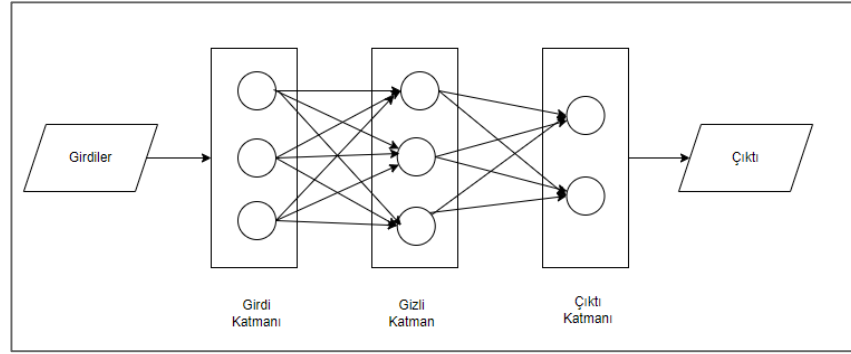 Girdiler
Çıktı
Girdi
Katmanı
Gizli
Katman
Çıktı
Katmanı